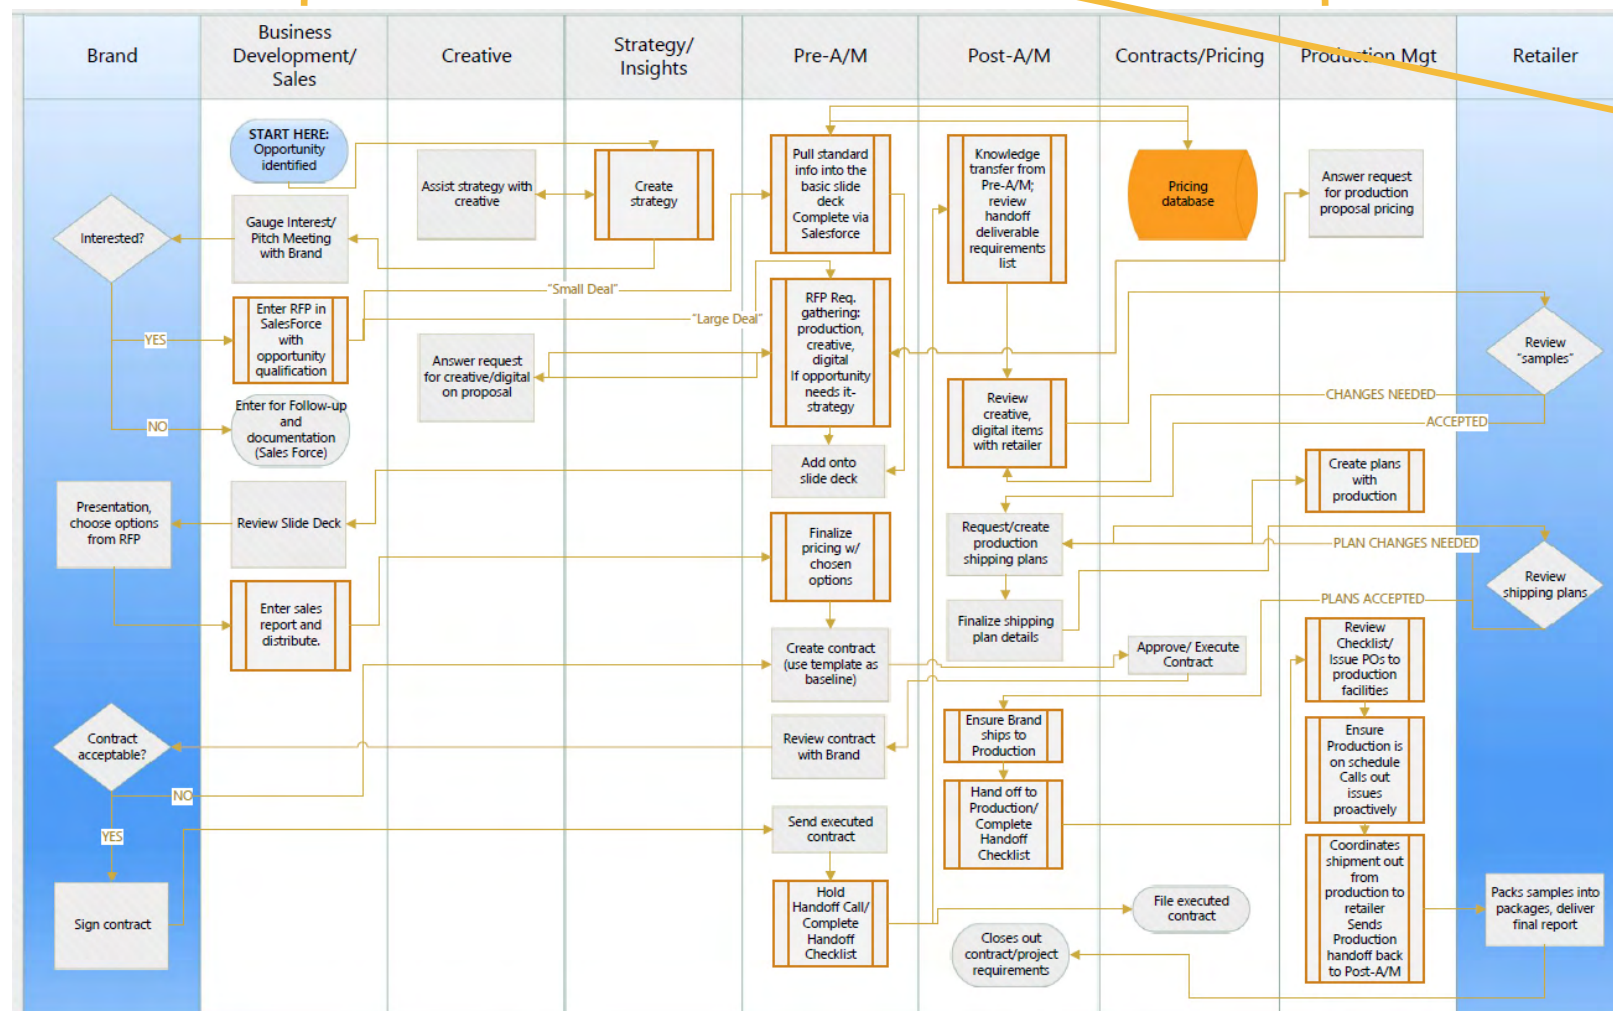 Brand
Business
Development/
Sales
Creative
Strategy/
Insights
Pre-A/M
Post-A/M
Contracts/Pricing
Production Mgt
Retailer
START HERE:
Opportunity
identified
Assist strategy with
creative
Create
strategy
Pull standard
info into the
basic slide
deck
Complete via
Salesforce
Knowledge
transfer from
Pre-A/M;
review
handoff
deliverable
requirements
list
Pricing
database
Answer request
for production
proposal pricing
Interested?
Gauge Interest/
Pitch Meeting
with Brand
"Small Deal"
"Large Deal"
YES
Enter RFP in
SalesForce
with
opportunity
qualification
Answer request
for creative/digital
on proposal
RFP Req.
gathering:
production,
creative,
digital
If opportunity
needs it-
strategy
Review
"samples"
NO
Enter for Follow-up
and
documentation
(Sales Force)
Review
creative,
digital items
with retailer
CHANGES NEEDED
ACCEPTED
Add onto
slide deck
Create plans
with
production
Presentation,
choose options
from RFP
Review Slide Deck
Finalize
pricing w/
chosen
options
Request/create
production
shipping plans
PLAN CHANGES NEEDED
Review
shipping plans
Enter sales
report and
distribute.
Finalize shipping
plan details
PLANS ACCEPTED
Create contract
(use template as
baseline)
Approve/ Execute
Contract
Review
Checklist/
Issue POs to
production
facilities
Contract
acceptable?
Review contract
with Brand
Ensure Brand
ships to
Production
Ensure
Production is
on schedule
Calls out
issues
proactively
NO
YES
Send executed
contract
Hand off to
Production/
Complete
Handoff
Checklist
Coordinates
shipment out
from
production to
retailer
Sends
Production
handoff back
to Post-A/M
Sign contract
Hold
Handoff Call/
Complete
Handoff
Checklist
File executed
contract
Closes out
contract/project
requirements
Packs samples into
packages, deliver
final report